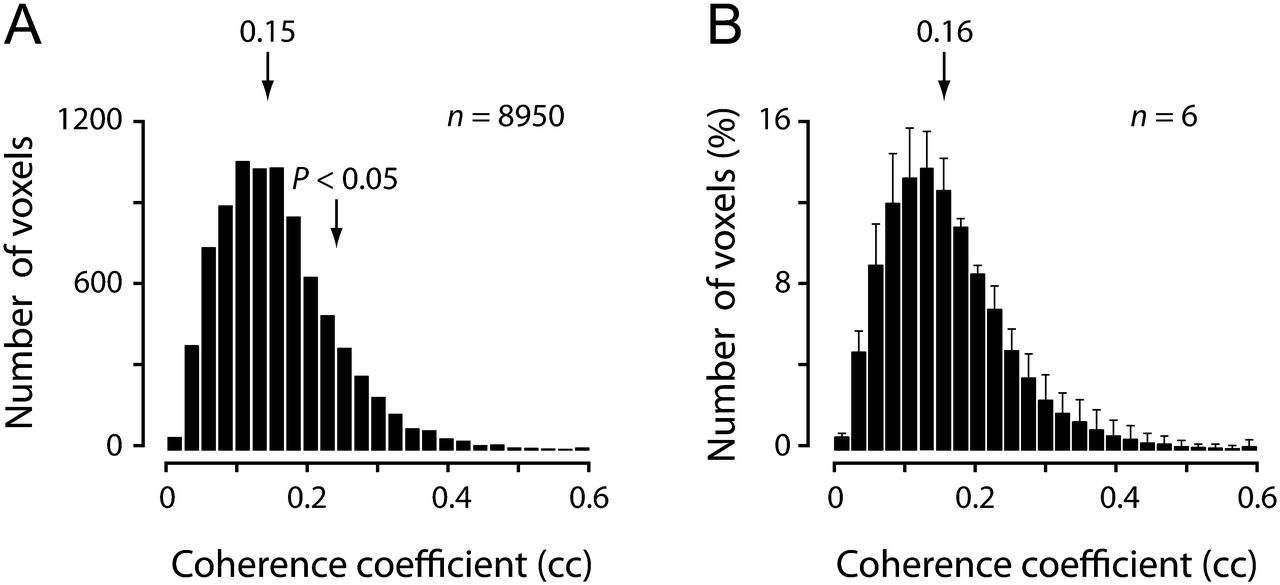 A
0.15
n = 8950
P < 0.05
Number of voxels
1200
600
0
0 0.2 0.4 0.6
Coherence coefficient (cc)
B
0.16
n = 6
Number of voxels (%)
16
8
0
0 0.2 0.4 0.6
Coherence coefficient (cc)